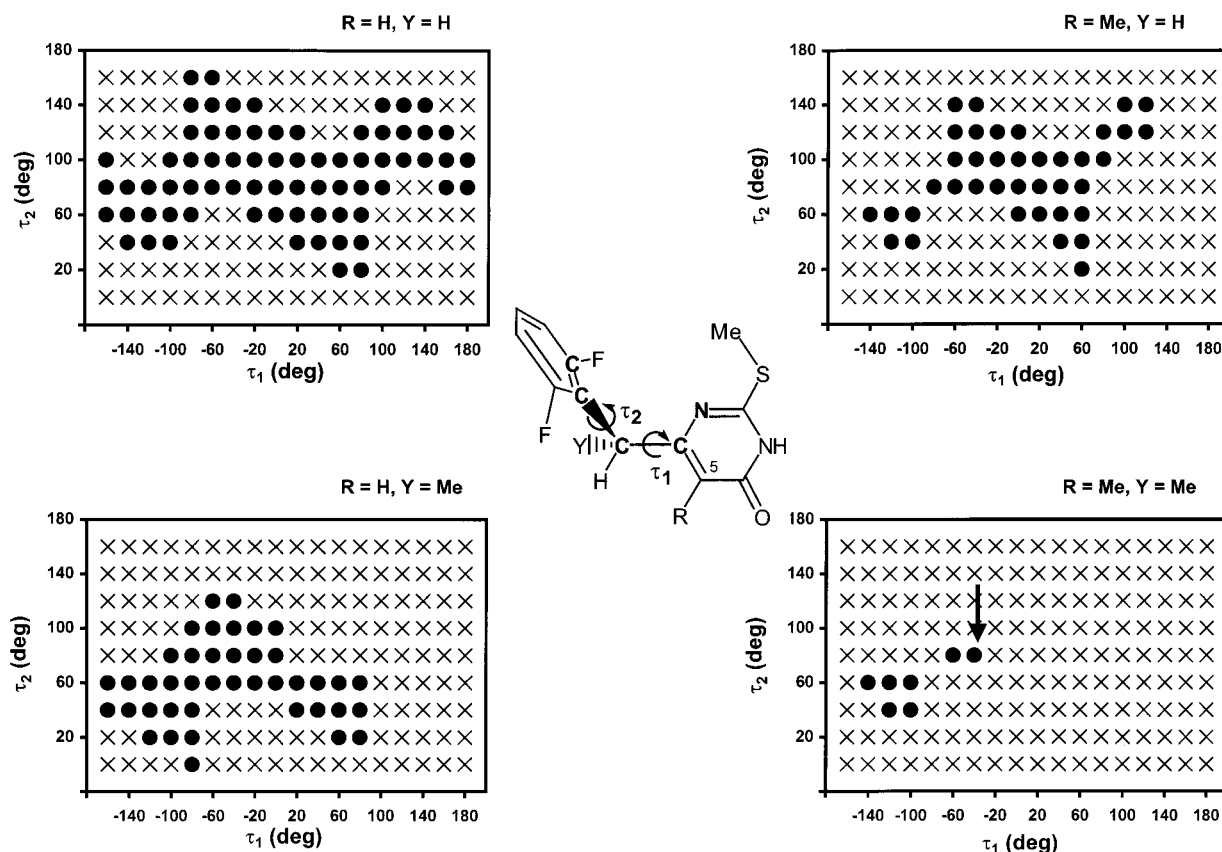 R = H, Y = H
180
140
100
60
20
τ2 (deg)
-140 -100 -60 -20 20 60 100 140 180
τ1 (deg)
R = Me, Y = H
180
140
100
60
20
τ2 (deg)
-140 -100 -60 -20 20 60 100 140 180
τ1 (deg)
Me
S
F
C
N
C
τ2
F
NH
Y
C
C
τ1
5
H
R
O
R = H, Y = Me
180
140
100
60
20
τ2 (deg)
-140 -100 -60 -20 20 60 100 140 180
τ1 (deg)
R = Me, Y = Me
180
140
100
60
20
τ2 (deg)
-140 -100 -60 -20 20 60 100 140 180
τ1 (deg)